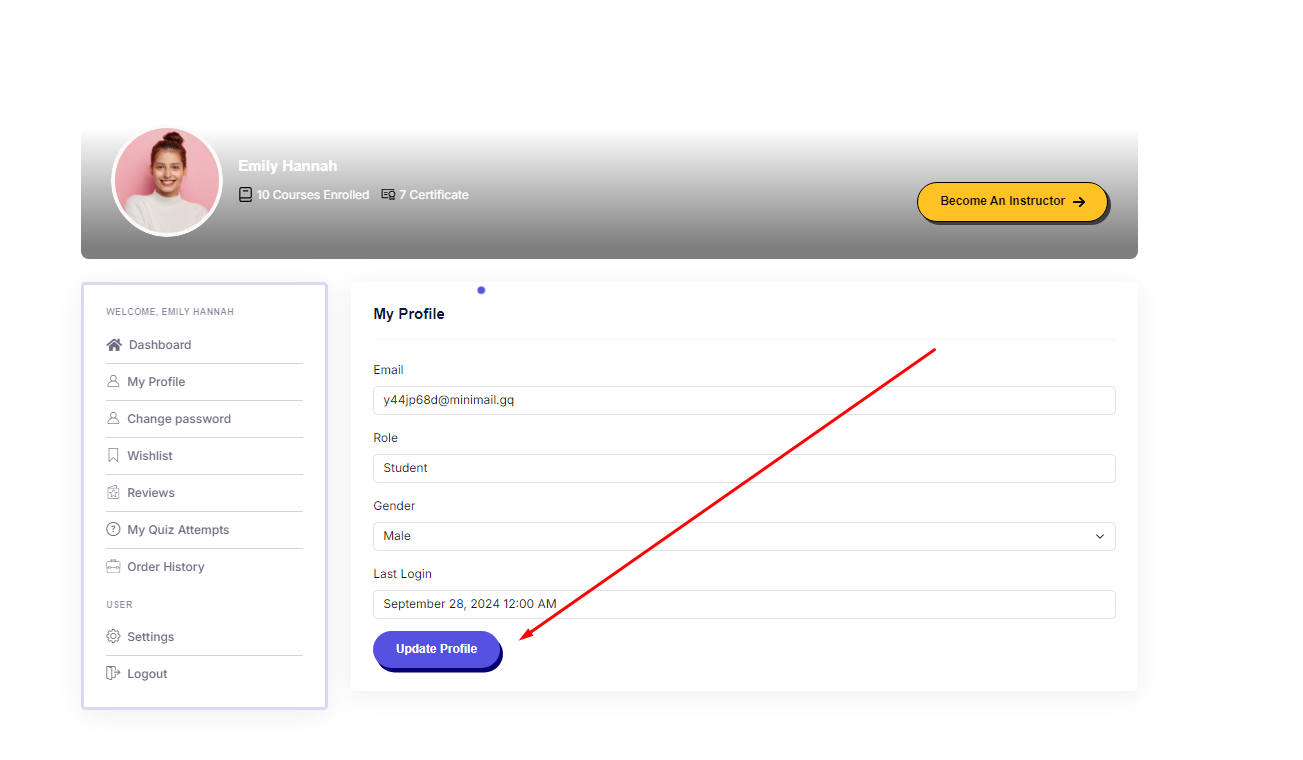 Emily Hannah
10 Courses Enrolled 7 Certificate
Become An Instructor
WELCOME, EMILY HANNAH
Dashboard
My Profile
Change password
Wishlist
Reviews
My Quiz Attempts
Order History
USER
Settings
Logout
My Profile
Email
y44jp68d@minimail.gq
Role
Student
Gender
Male
Last Login
September 28, 2024 12:00 AM
Update Profile